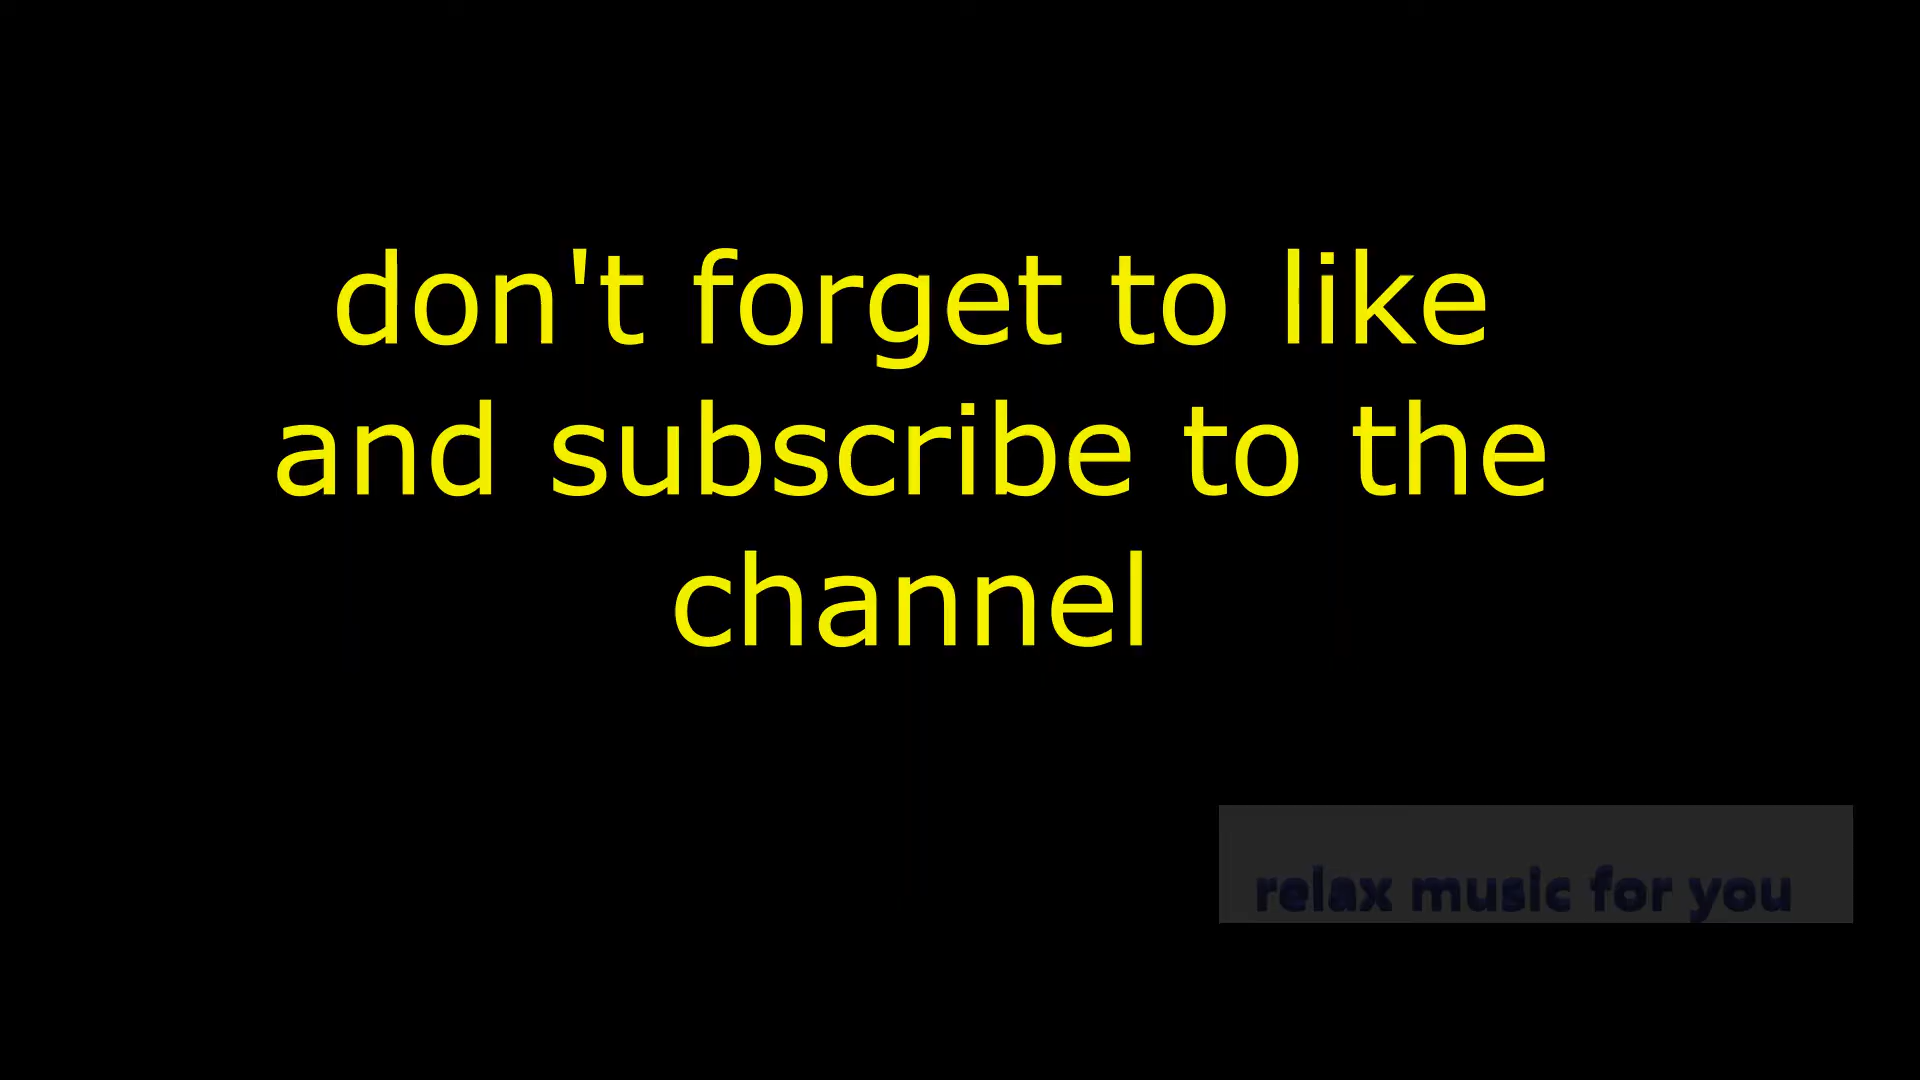 don't forget to like
and subscribe to the
channel
relax music for you